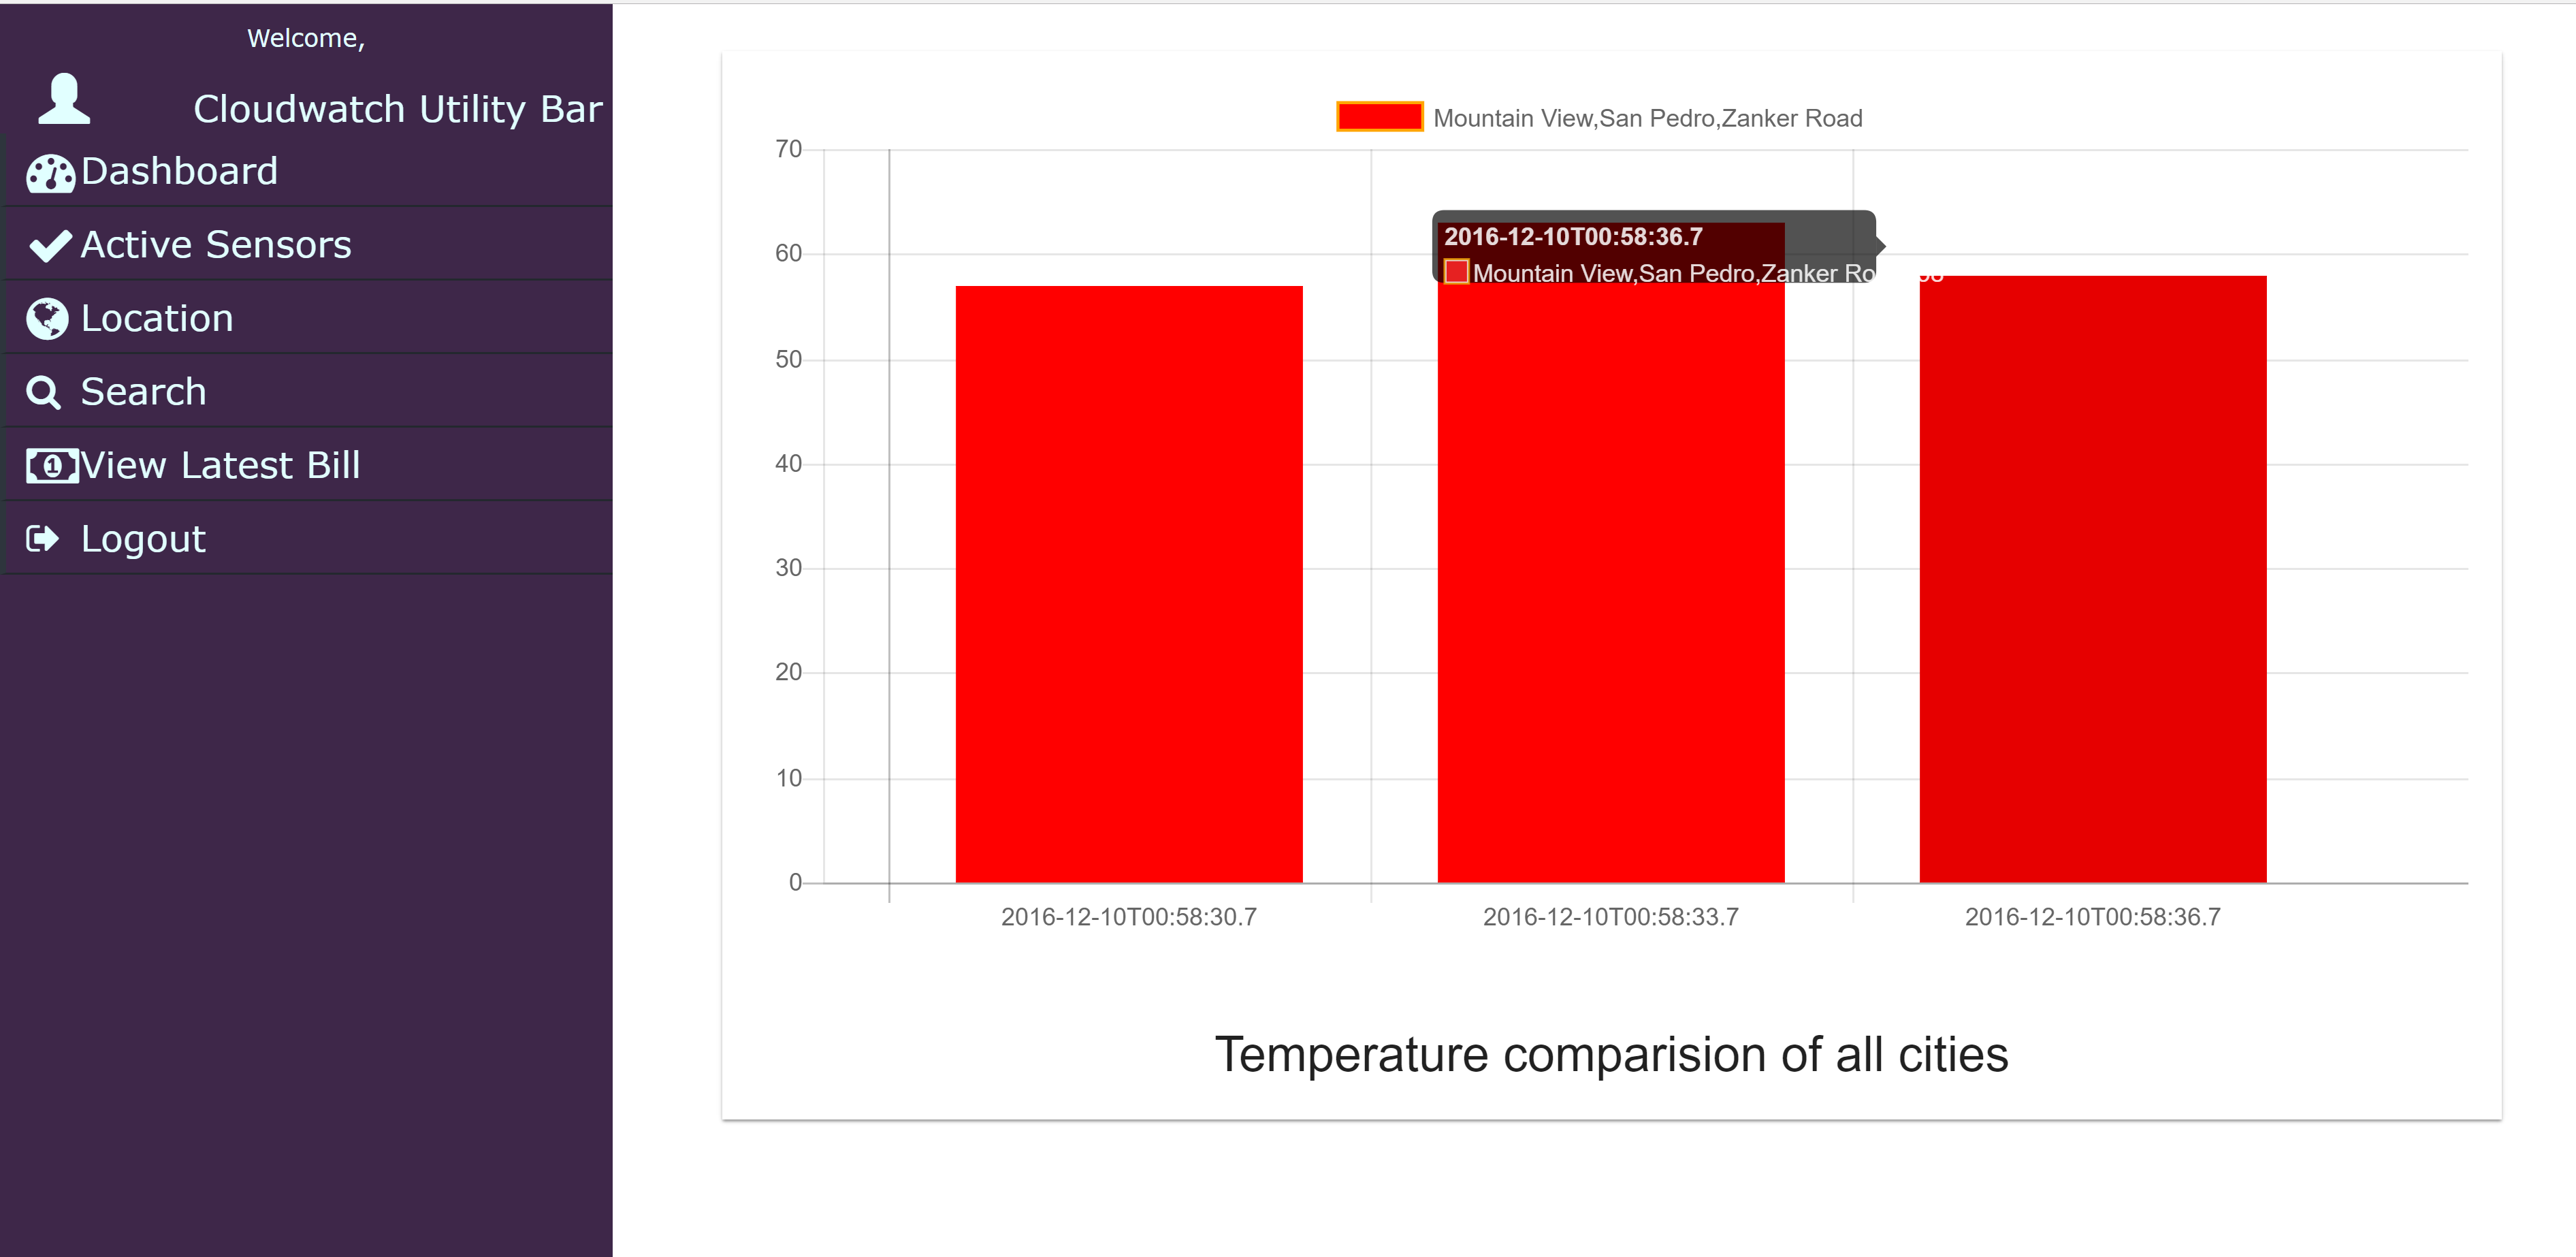 Welcome,
Cloudwatch Utility Bar
Dashboard
Active Sensors
Location
Search
1
View Latest Bill
Logout
Mountain View,San Pedro,Zanker Road
70
60
50
40
30
20
10
0
2016-12-10T00:58:36.7
Mountain View,San Pedro,Zanker Ro
2016-12-10T00:58:30.7
2016-12-10T00:58:33.7
2016-12-10T00:58:36.7
Temperature comparision of all cities